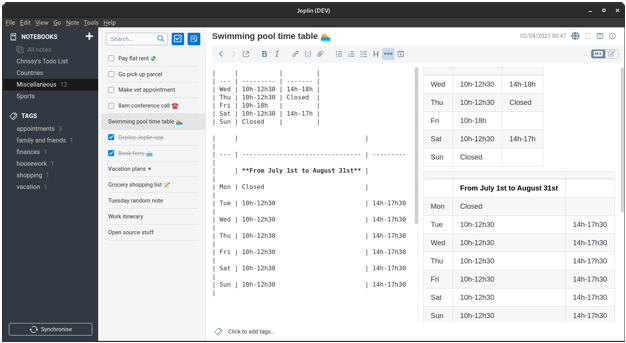 Joplin (DEV)
File Edit View Go Note Tools Help
NOTEBOOKS
All notes
Chrissy's Todo List
Countries
Miscellaneous 12
Sports
TAGS
appointments 3
family and friends 1
finances 1
housework 1
shopping 1
vacation 1
Synchronise
Search...
Pay flat rent 💸
Go pick up parcel
Make vet appointment
8am conference call ☎️
Swimming pool time table 🏊
Deploy Joplin app
Book ferry ⛴️
Vacation plans ☀️
Grocery shopping list 📝
Tuesday random note
Work itinerary
Open source stuff
Swimming pool time table 🏊
02/04/2021 00:47
| | | |
| --- | --------- | ------- |
| Wed | 10h-12h30 | 14h-18h |
| Thu | 10h-12h30 | Closed |
| Fri | 10h-18h | |
| Sat | 10h-12h30 | 14h-17h |
| Sun | Closed | |
| | | |
| --- | -------------------------------- | ---------
| | **From July 1st to August 31st** |
| Mon | Closed |
| Tue | 10h-12h30 | 14h-17h30
| Wed | 10h-12h30 | 14h-17h30
| Thu | 10h-12h30 | 14h-17h30
| Fri | 10h-12h30 | 14h-17h30
| Sat | 10h-12h30 | 14h-17h30
| Sun | 10h-12h30 | 14h-17h30
|
Wed 10h-12h30 14h-18h
Thu 10h-12h30 Closed
Fri 10h-18h
Sat 10h-12h30 14h-17h
Sun Closed
From July 1st to August 31st
Mon Closed
Tue 10h-12h30 14h-17h30
Wed 10h-12h30 14h-17h30
Thu 10h-12h30 14h-17h30
Fri 10h-12h30 14h-17h30
Sat 10h-12h30 14h-17h30
Sun 10h-12h30 14h-17h30
Click to add tags...